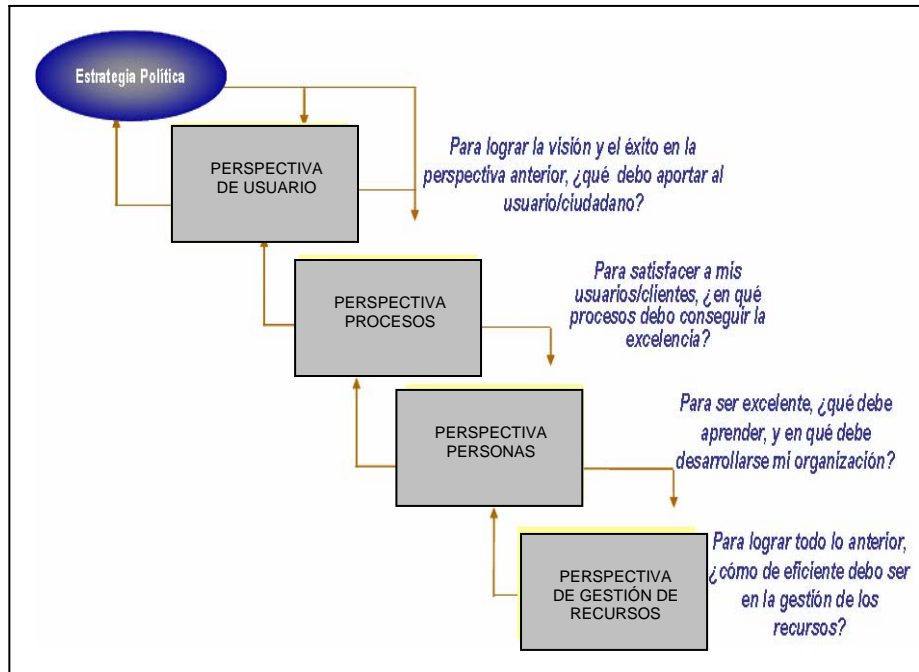 Estrategia Política
PERSPECTIVA
DE USUARIO
Para lograr la visión y el éxito en la
perspectiva anterior, ¿qué debo aportar al
usuario/ciudadano?
PERSPECTIVA
PROCESOS
Para satisfacer a mis
usuarios/clientes, ¿en qué
procesos debo conseguir la
excelencia?
PERSPECTIVA
PERSONAS
Para ser excelente, ¿qué debe
aprender, y en qué debe
desarrollarse mi organización?
PERSPECTIVA
DE GESTIÓN DE
RECURSOS
Para lograr todo lo anterior,
¿cómo de eficiente debo ser
en la gestión de los
recursos?